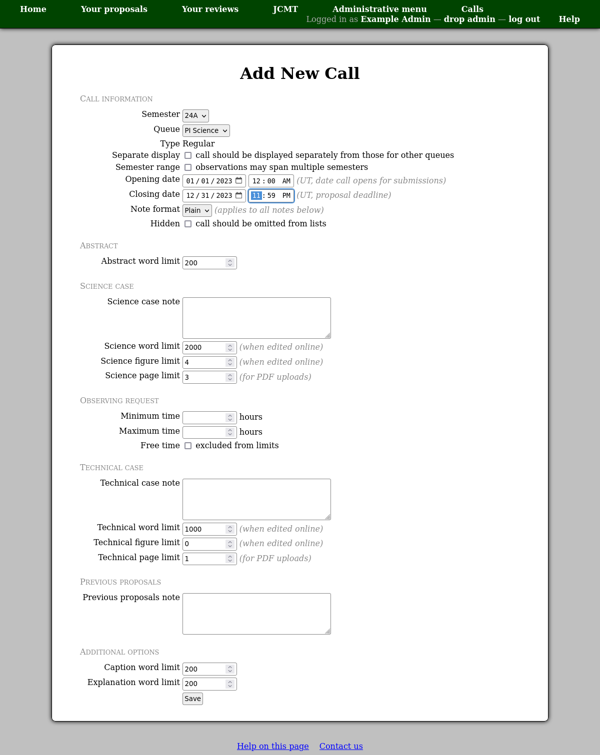 Home Your proposals Your reviews JCMT Administrative menu Calls
Logged in as Example Admin — drop admin — log out Help
Add New Call
CALL INFORMATION
Semester 24A
Queue PI Science
Type Regular
Separate display call should be displayed separately from those for other queues
Semester range observations may span multiple semesters
Opening date 01/01/2023 12:00 AM (UT, date call opens for submissions)
Closing date 12/31/2023 11:59 PM (UT, proposal deadline)
Note format Plain (applies to all notes below)
Hidden call should be omitted from lists
ABSTRACT
Abstract word limit 200
SCIENCE CASE
Science case note
Science word limit 2000 (when edited online)
Science figure limit 4 (when edited online)
Science page limit 3 (for PDF uploads)
OBSERVING REQUEST
Minimum time hours
Maximum time hours
Free time excluded from limits
TECHNICAL CASE
Technical case note
Technical word limit 1000 (when edited online)
Technical figure limit 0 (when edited online)
Technical page limit 1 (for PDF uploads)
PREVIOUS PROPOSALS
Previous proposals note
ADDITIONAL OPTIONS
Caption word limit 200
Explanation word limit 200
Save
Help on this page Contact us